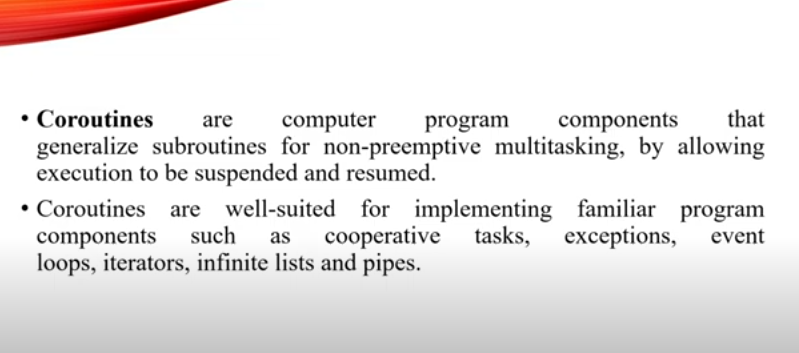 • Coroutines are computer program components that
generalize subroutines for non-preemptive multitasking, by allowing
execution to be suspended and resumed.
• Coroutines are well-suited for implementing familiar program
components such as cooperative tasks, exceptions, event
loops, iterators, infinite lists and pipes.